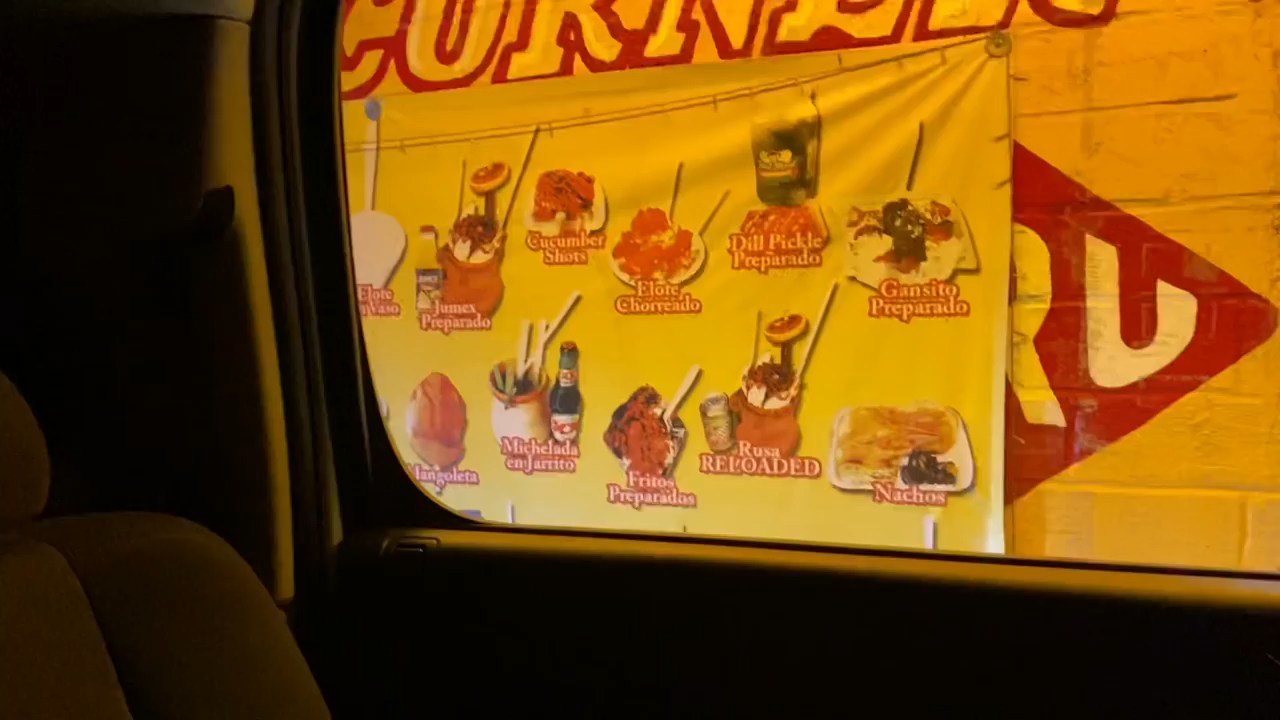 Elote
Vaso
Jumex
Preparado
Cucumber
Shots
Elote
Chorreado
Dill Pickle
Preparado
Gansito
Preparado
Mangoleta
Michelada
en Jarrito
Fritos
Preparados
Rusa
RELOADED
Nachos